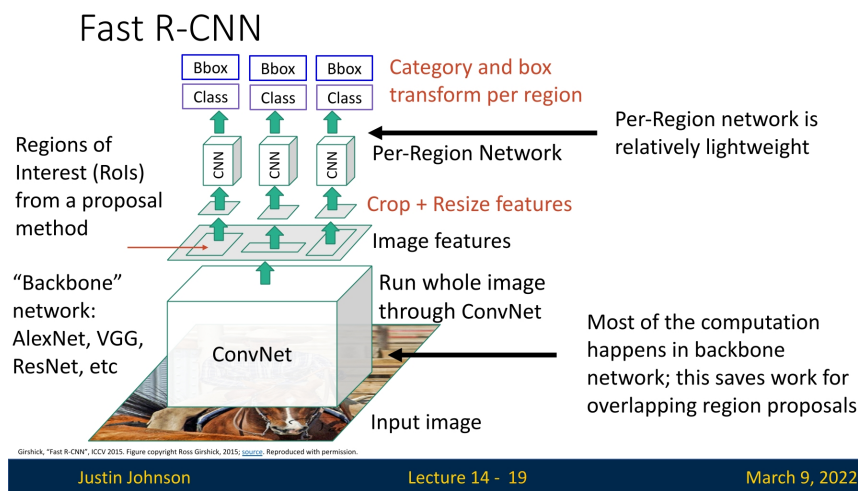 Fast R-CNN
Bbox
Bbox
Bbox
Class
Class
Class
Category and box
transform per region
CNN
CNN
CNN
Per-Region Network
Per-Region network is
relatively lightweight
Regions of
Interest (RoIs)
from a proposal
method
Crop + Resize features
Image features
“Backbone”
network:
AlexNet, VGG,
ResNet, etc
Run whole image
through ConvNet
ConvNet
Most of the computation
happens in backbone
network; this saves work for
overlapping region proposals
Input image
Girshick, “Fast R-CNN”, ICCV 2015. Figure copyright Ross Girshick, 2015; source. Reproduced with permission.
Justin Johnson
Lecture 14 - 19
March 9, 2022